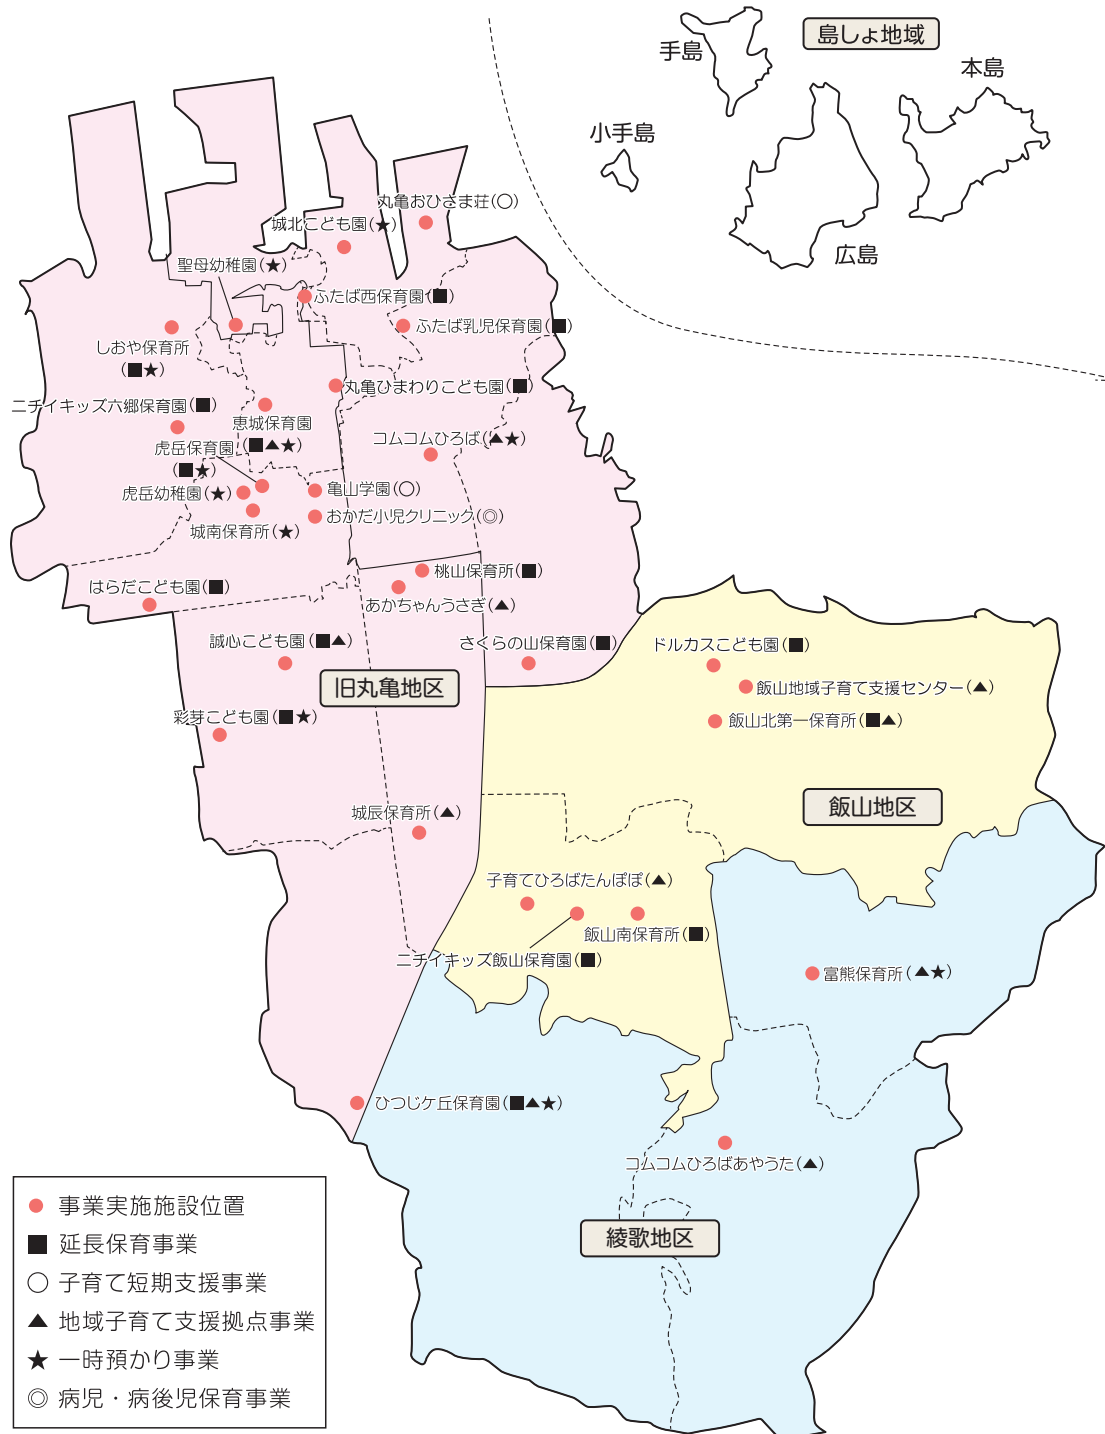 島しょ地域
手島
本島
小手島
広島
丸亀おひさま荘(○)
城北こども園(★)
聖母幼稚園(★)
ふたば西保育園(■)
ふたば乳児保育園(■)
しおや保育所
(■★)
丸亀ひまわりこども園(■)
ニチイキッズ六郷保育園(■)
恵城保育園
(■▲★)
コムコムひろば(▲★)
虎岳保育園
(■★)
虎岳幼稚園(★)
亀山学園(○)
おかだ小児クリニック(◎)
城南保育所(★)
桃山保育所(■)
はらだこども園(■)
あかちゃんうさぎ(▲)
誠心こども園(■▲)
さくらの山保育園(■)
ドルカスこども園(■)
旧丸亀地区
飯山地域子育て支援センター(▲)
彩芽こども園(■★)
飯山北第一保育所(■▲)
飯山地区
城辰保育所(▲)
子育てひろばたんぽぽ(▲)
飯山南保育所(■)
ニチイキッズ飯山保育園(■)
富熊保育所(▲★)
ひつじケ丘保育園(■▲★)
コムコムひろばあやうた(▲)
綾歌地区
● 事業実施施設位置
■ 延長保育事業
○ 子育て短期支援事業
▲ 地域子育て支援拠点事業
★ 一時預かり事業
◎ 病児・病後児保育事業